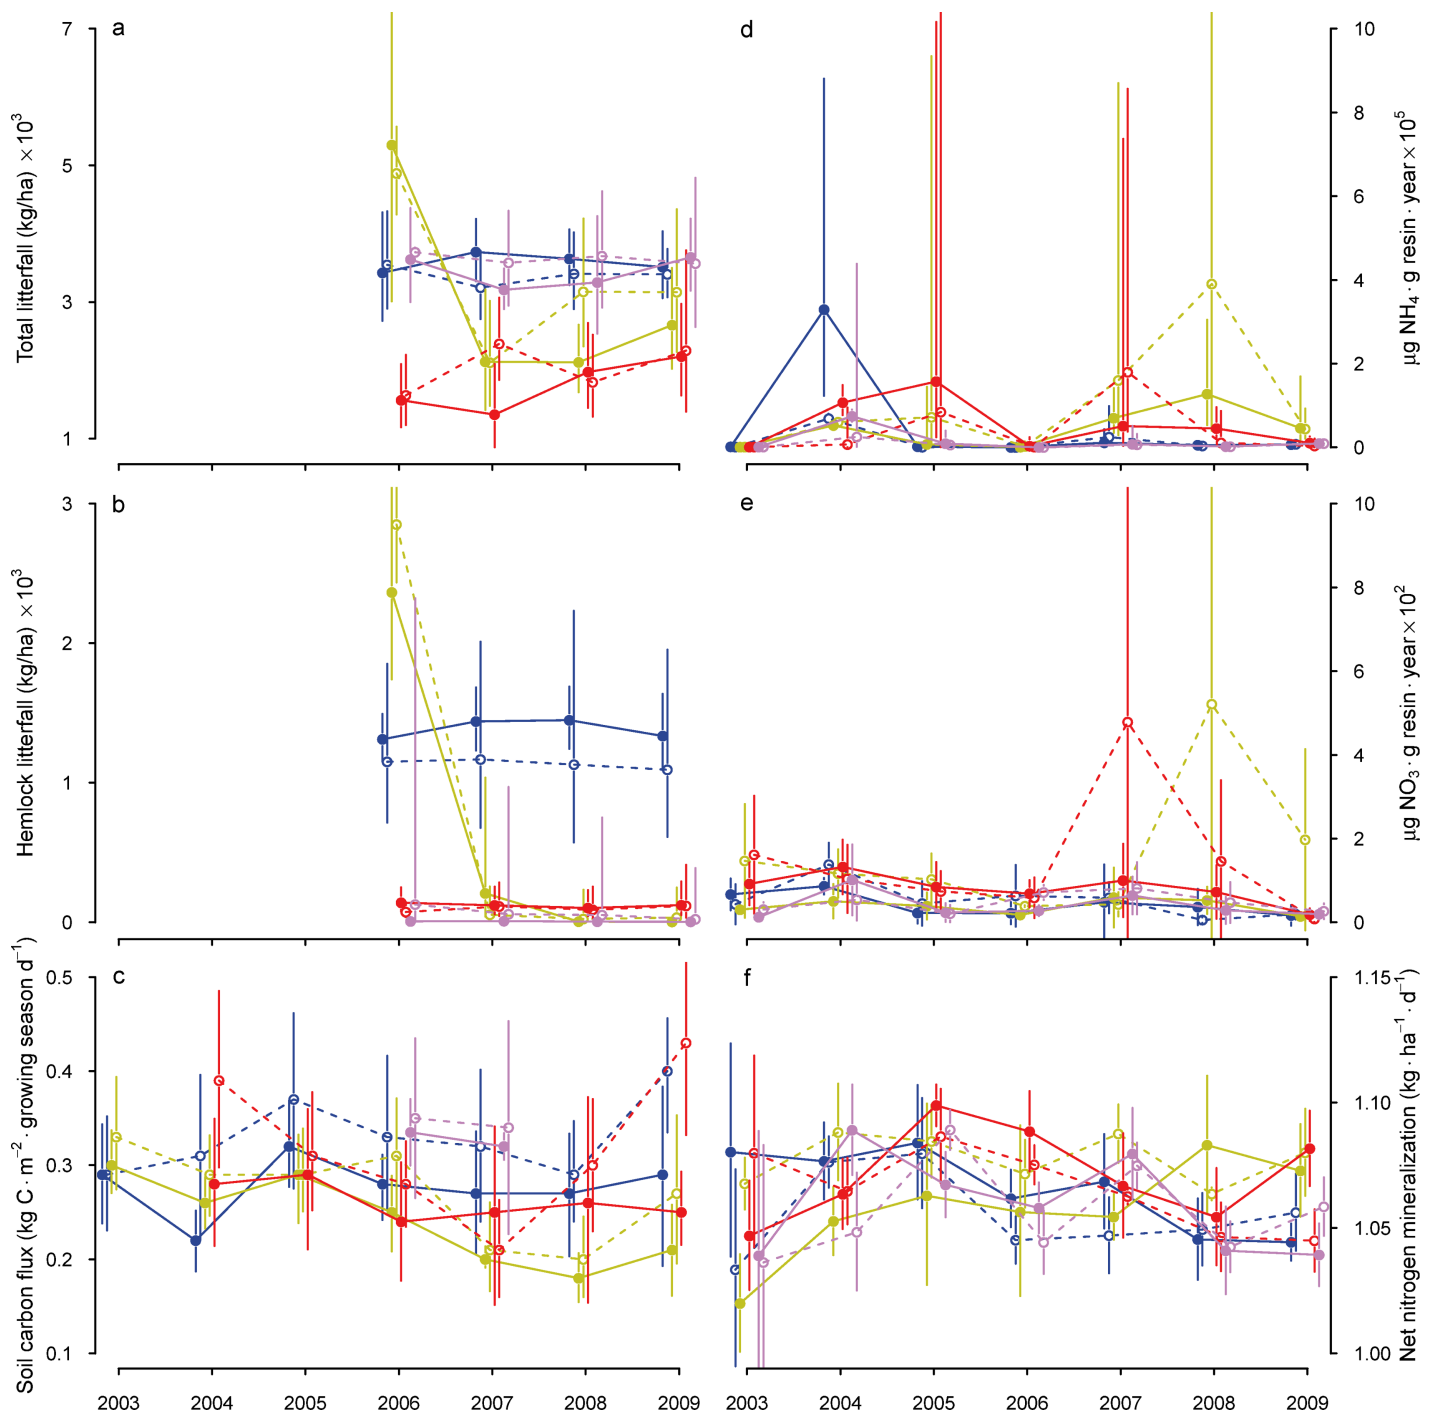 a
7
5
3
1
Total litterfall (kg/ha) ×10³
d
10
8
6
4
2
0
µg NH₄ · g resin · year×10⁵
b
3
2
1
0
Hemlock litterfall (kg/ha) ×10³
e
10
8
6
4
2
0
µg NO₃ · g resin · year×10²
c
0.5
0.4
0.3
0.2
0.1
Soil carbon flux (kg C · m⁻² · growing season d⁻¹)
f
1.15
1.10
1.05
1.00
Net nitrogen mineralization (kg · ha⁻¹ · d⁻¹)
2003 2004 2005 2006 2007 2008 2009
2003 2004 2005 2006 2007 2008 2009